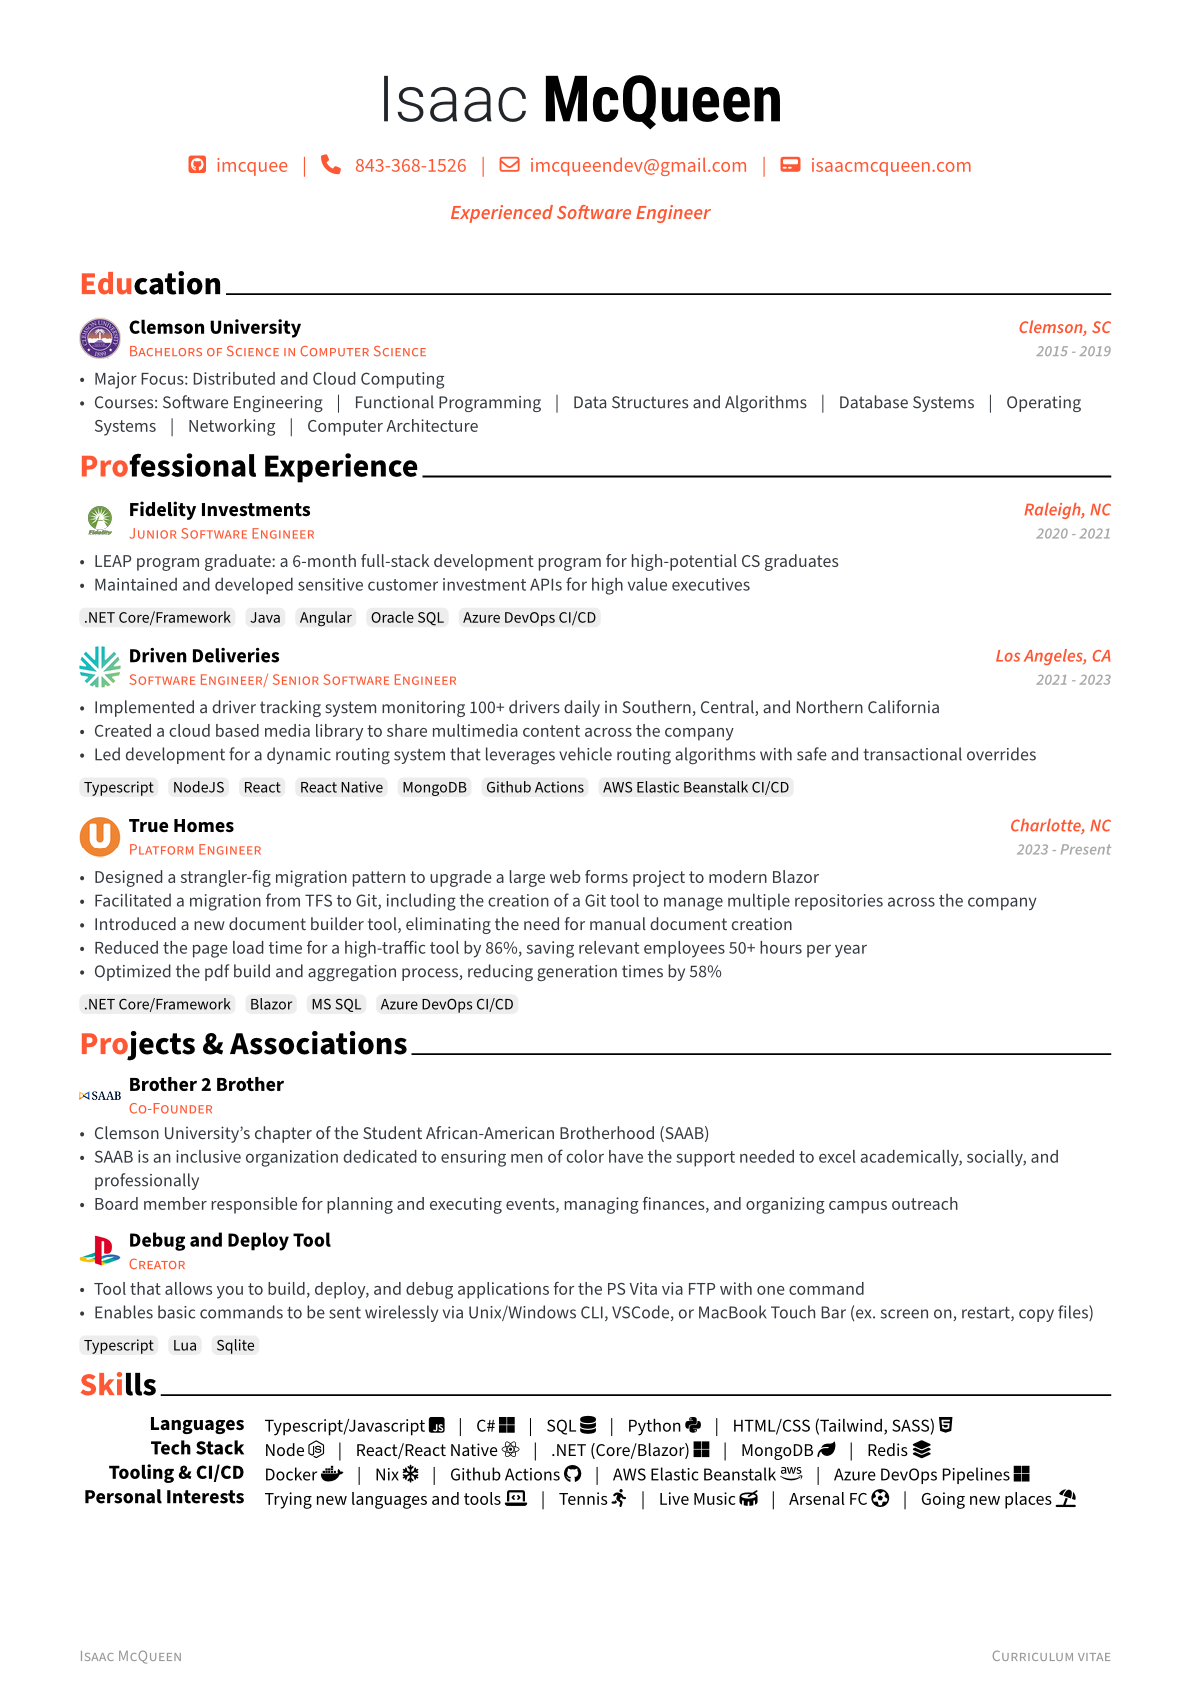 Isaac McQueen
imcquee | 843-368-1526 | imcqueendev@gmail.com | isaacmcqueen.com
Experienced Software Engineer
Education
Clemson University Clemson, SC
Bachelors of Science in Computer Science 2015 - 2019
• Major Focus: Distributed and Cloud Computing
• Courses: Software Engineering | Functional Programming | Data Structures and Algorithms | Database Systems | Operating
Systems | Networking | Computer Architecture
Professional Experience
Fidelity Investments Raleigh, NC
Fidelity
Junior Software Engineer 2020 - 2021
• LEAP program graduate: a 6-month full-stack development program for high-potential CS graduates
• Maintained and developed sensitive customer investment APIs for high value executives
.NET Core/Framework Java Angular Oracle SQL Azure DevOps CI/CD
Driven Deliveries Los Angeles, CA
Software Engineer/ Senior Software Engineer 2021 - 2023
• Implemented a driver tracking system monitoring 100+ drivers daily in Southern, Central, and Northern California
• Created a cloud based media library to share multimedia content across the company
• Led development for a dynamic routing system that leverages vehicle routing algorithms with safe and transactional overrides
Typescript NodeJS React React Native MongoDB Github Actions AWS Elastic Beanstalk CI/CD
True Homes Charlotte, NC
Platform Engineer 2023 - Present
• Designed a strangler-fig migration pattern to upgrade a large web forms project to modern Blazor
• Facilitated a migration from TFS to Git, including the creation of a Git tool to manage multiple repositories across the company
• Introduced a new document builder tool, eliminating the need for manual document creation
• Reduced the page load time for a high-traffic tool by 86%, saving relevant employees 50+ hours per year
• Optimized the pdf build and aggregation process, reducing generation times by 58%
.NET Core/Framework Blazor MS SQL Azure DevOps CI/CD
Projects & Associations
SAAB Brother 2 Brother
Co-Founder
• Clemson University's chapter of the Student African-American Brotherhood (SAAB)
• SAAB is an inclusive organization dedicated to ensuring men of color have the support needed to excel academically, socially, and
professionally
• Board member responsible for planning and executing events, managing finances, and organizing campus outreach
Debug and Deploy Tool
Creator
• Tool that allows you to build, deploy, and debug applications for the PS Vita via FTP with one command
• Enables basic commands to be sent wirelessly via Unix/Windows CLI, VSCode, or MacBook Touch Bar (ex. screen on, restart, copy files)
Typescript Lua Sqlite
Skills
Languages Typescript/Javascript JS | C# | SQL | Python | HTML/CSS (Tailwind, SASS)
Tech Stack Node | React/React Native | .NET (Core/Blazor) | MongoDB | Redis
Tooling & CI/CD Docker | Nix | Github Actions | AWS Elastic Beanstalk aws | Azure DevOps Pipelines
Personal Interests Trying new languages and tools | Tennis | Live Music | Arsenal FC | Going new places
Isaac McQueen Curriculum vitae